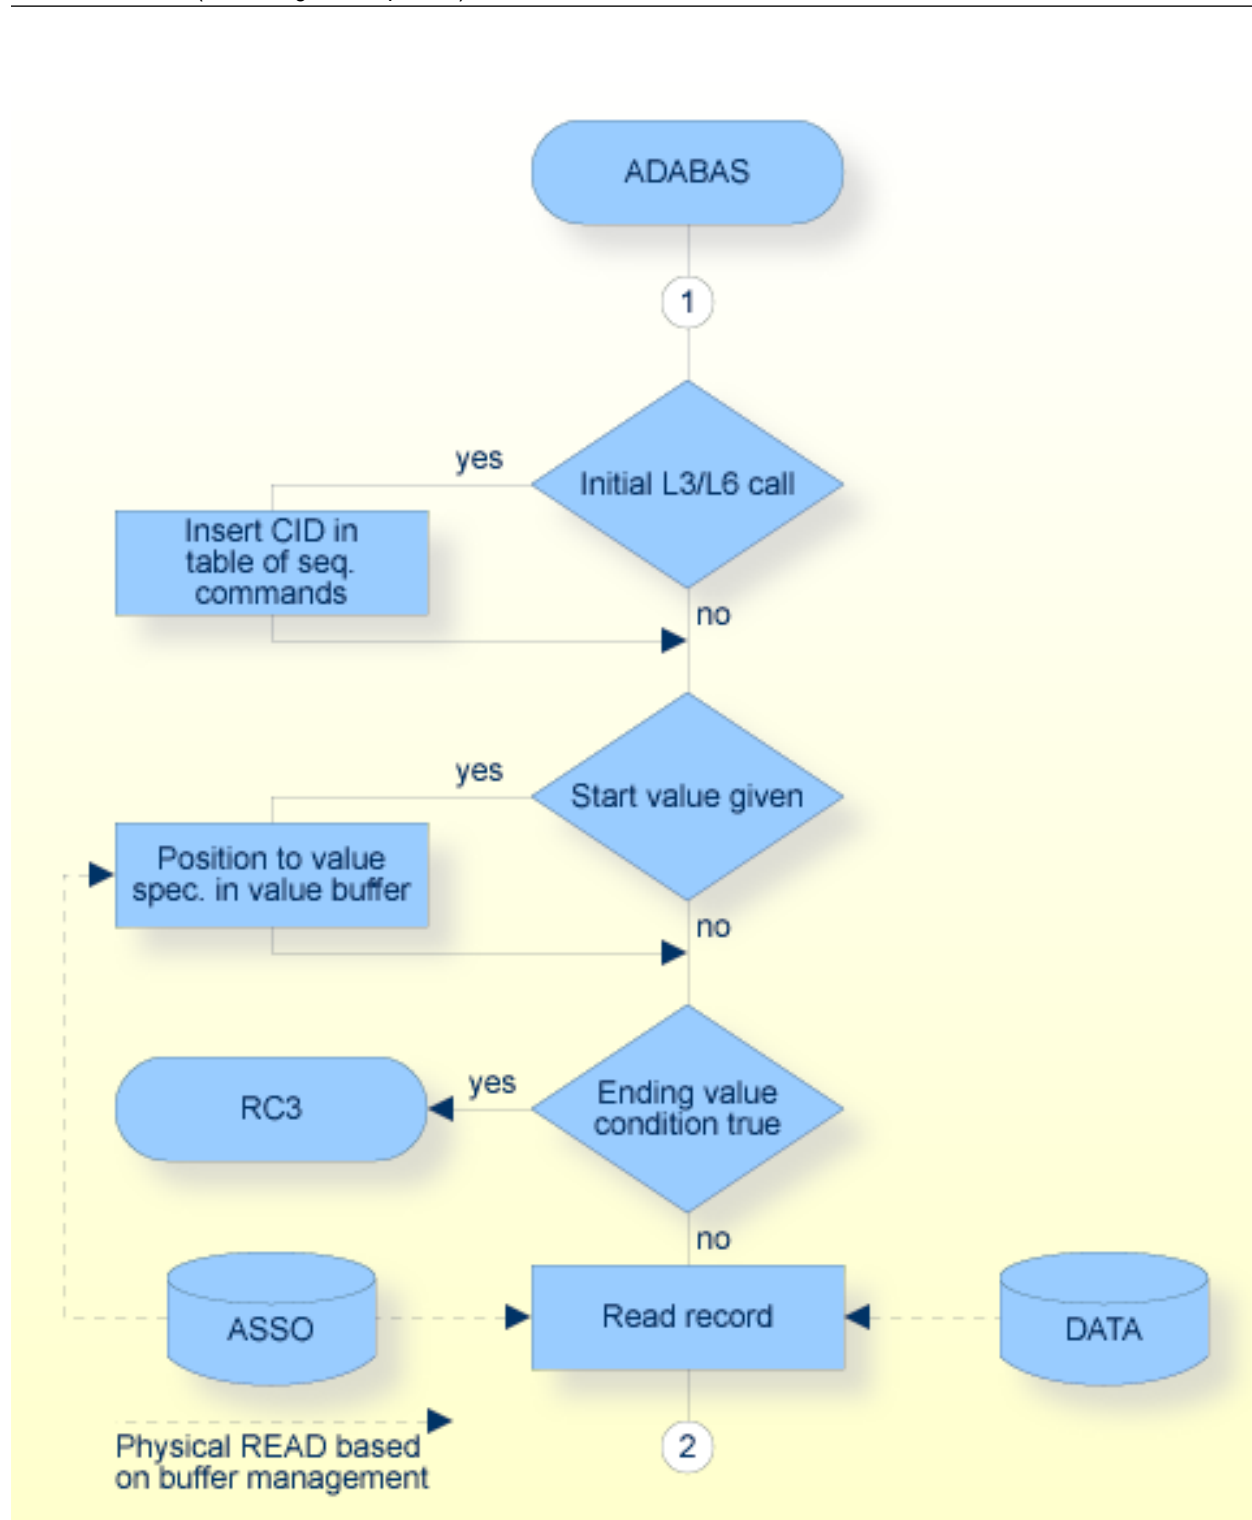 ADABAS
1
yes
Initial L3/L6 call
Insert CID in
table of seq.
commands
no
yes
Start value given
Position to value
spec. in value buffer
no
yes
Ending value
condition true
RC3
no
ASSO
Read record
DATA
Physical READ based
on buffer management
2